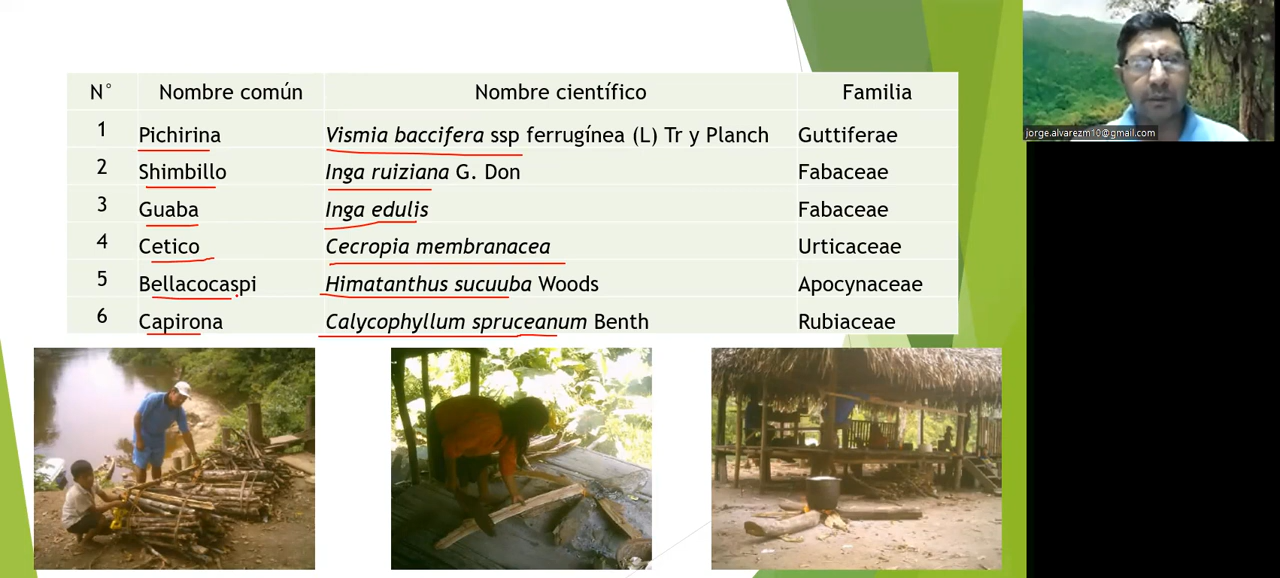 N° Nombre común Nombre científico Familia
1 Pichirina Vismia baccifera ssp ferrugínea (L) Tr y Planch Guttiferae
2 Shimbillo Inga ruiziana G. Don Fabaceae
3 Guaba Inga edulis Fabaceae
4 Cetico Cecropia membranacea Urticaceae
5 Bellacocaspi Himatanthus sucuuba Woods Apocynaceae
6 Capirona Calycophyllum spruceanum Benth Rubiaceae
jorge.alvarezm10@gmail.com